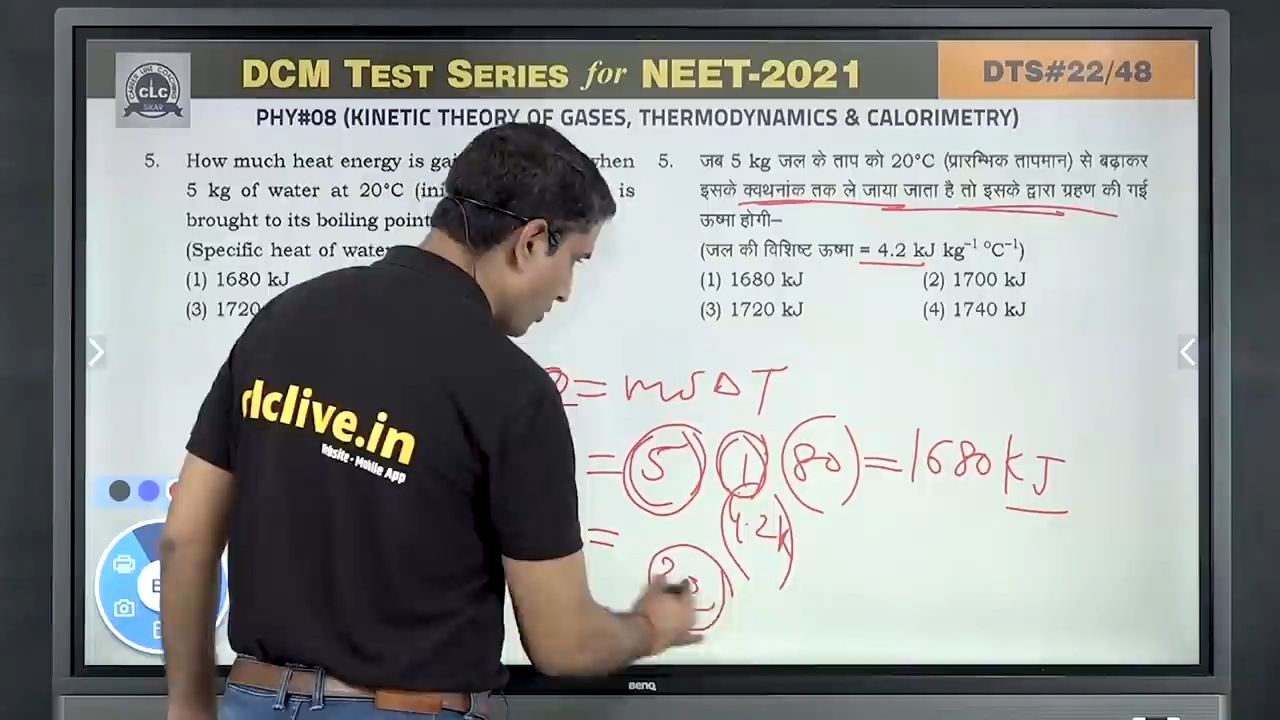 DCM TEST SERIES for NEET-2021
DTS#22/48
CLC
SIKAR
PHY#08 (KINETIC THEORY OF GASES, THERMODYNAMICS & CALORIMETRY)
5. How much heat energy is when
5 kg of water at 20°C is
brought to its boiling point
(Specific heat of
(1) 1680 kJ
(3) 1720
5. जब 5 kg जल के ताप को 20°C (प्रारम्भिक तापमान) से बढ़ाकर
इसके क्वथनांक तक ले जाया जाता है तो इसके द्वारा ग्रहण की गई
ऊष्मा होगी–
(जल की विशिष्ट ऊष्मा = 4.2 kJ kg⁻¹ °C⁻¹)
(1) 1680 kJ (2) 1700 kJ
(3) 1720 kJ (4) 1740 kJ
= msΔT
= (5) (1) (80) = 1680 kJ
= (4.2k)
clclive.in
Website - Mobile App
BenQ